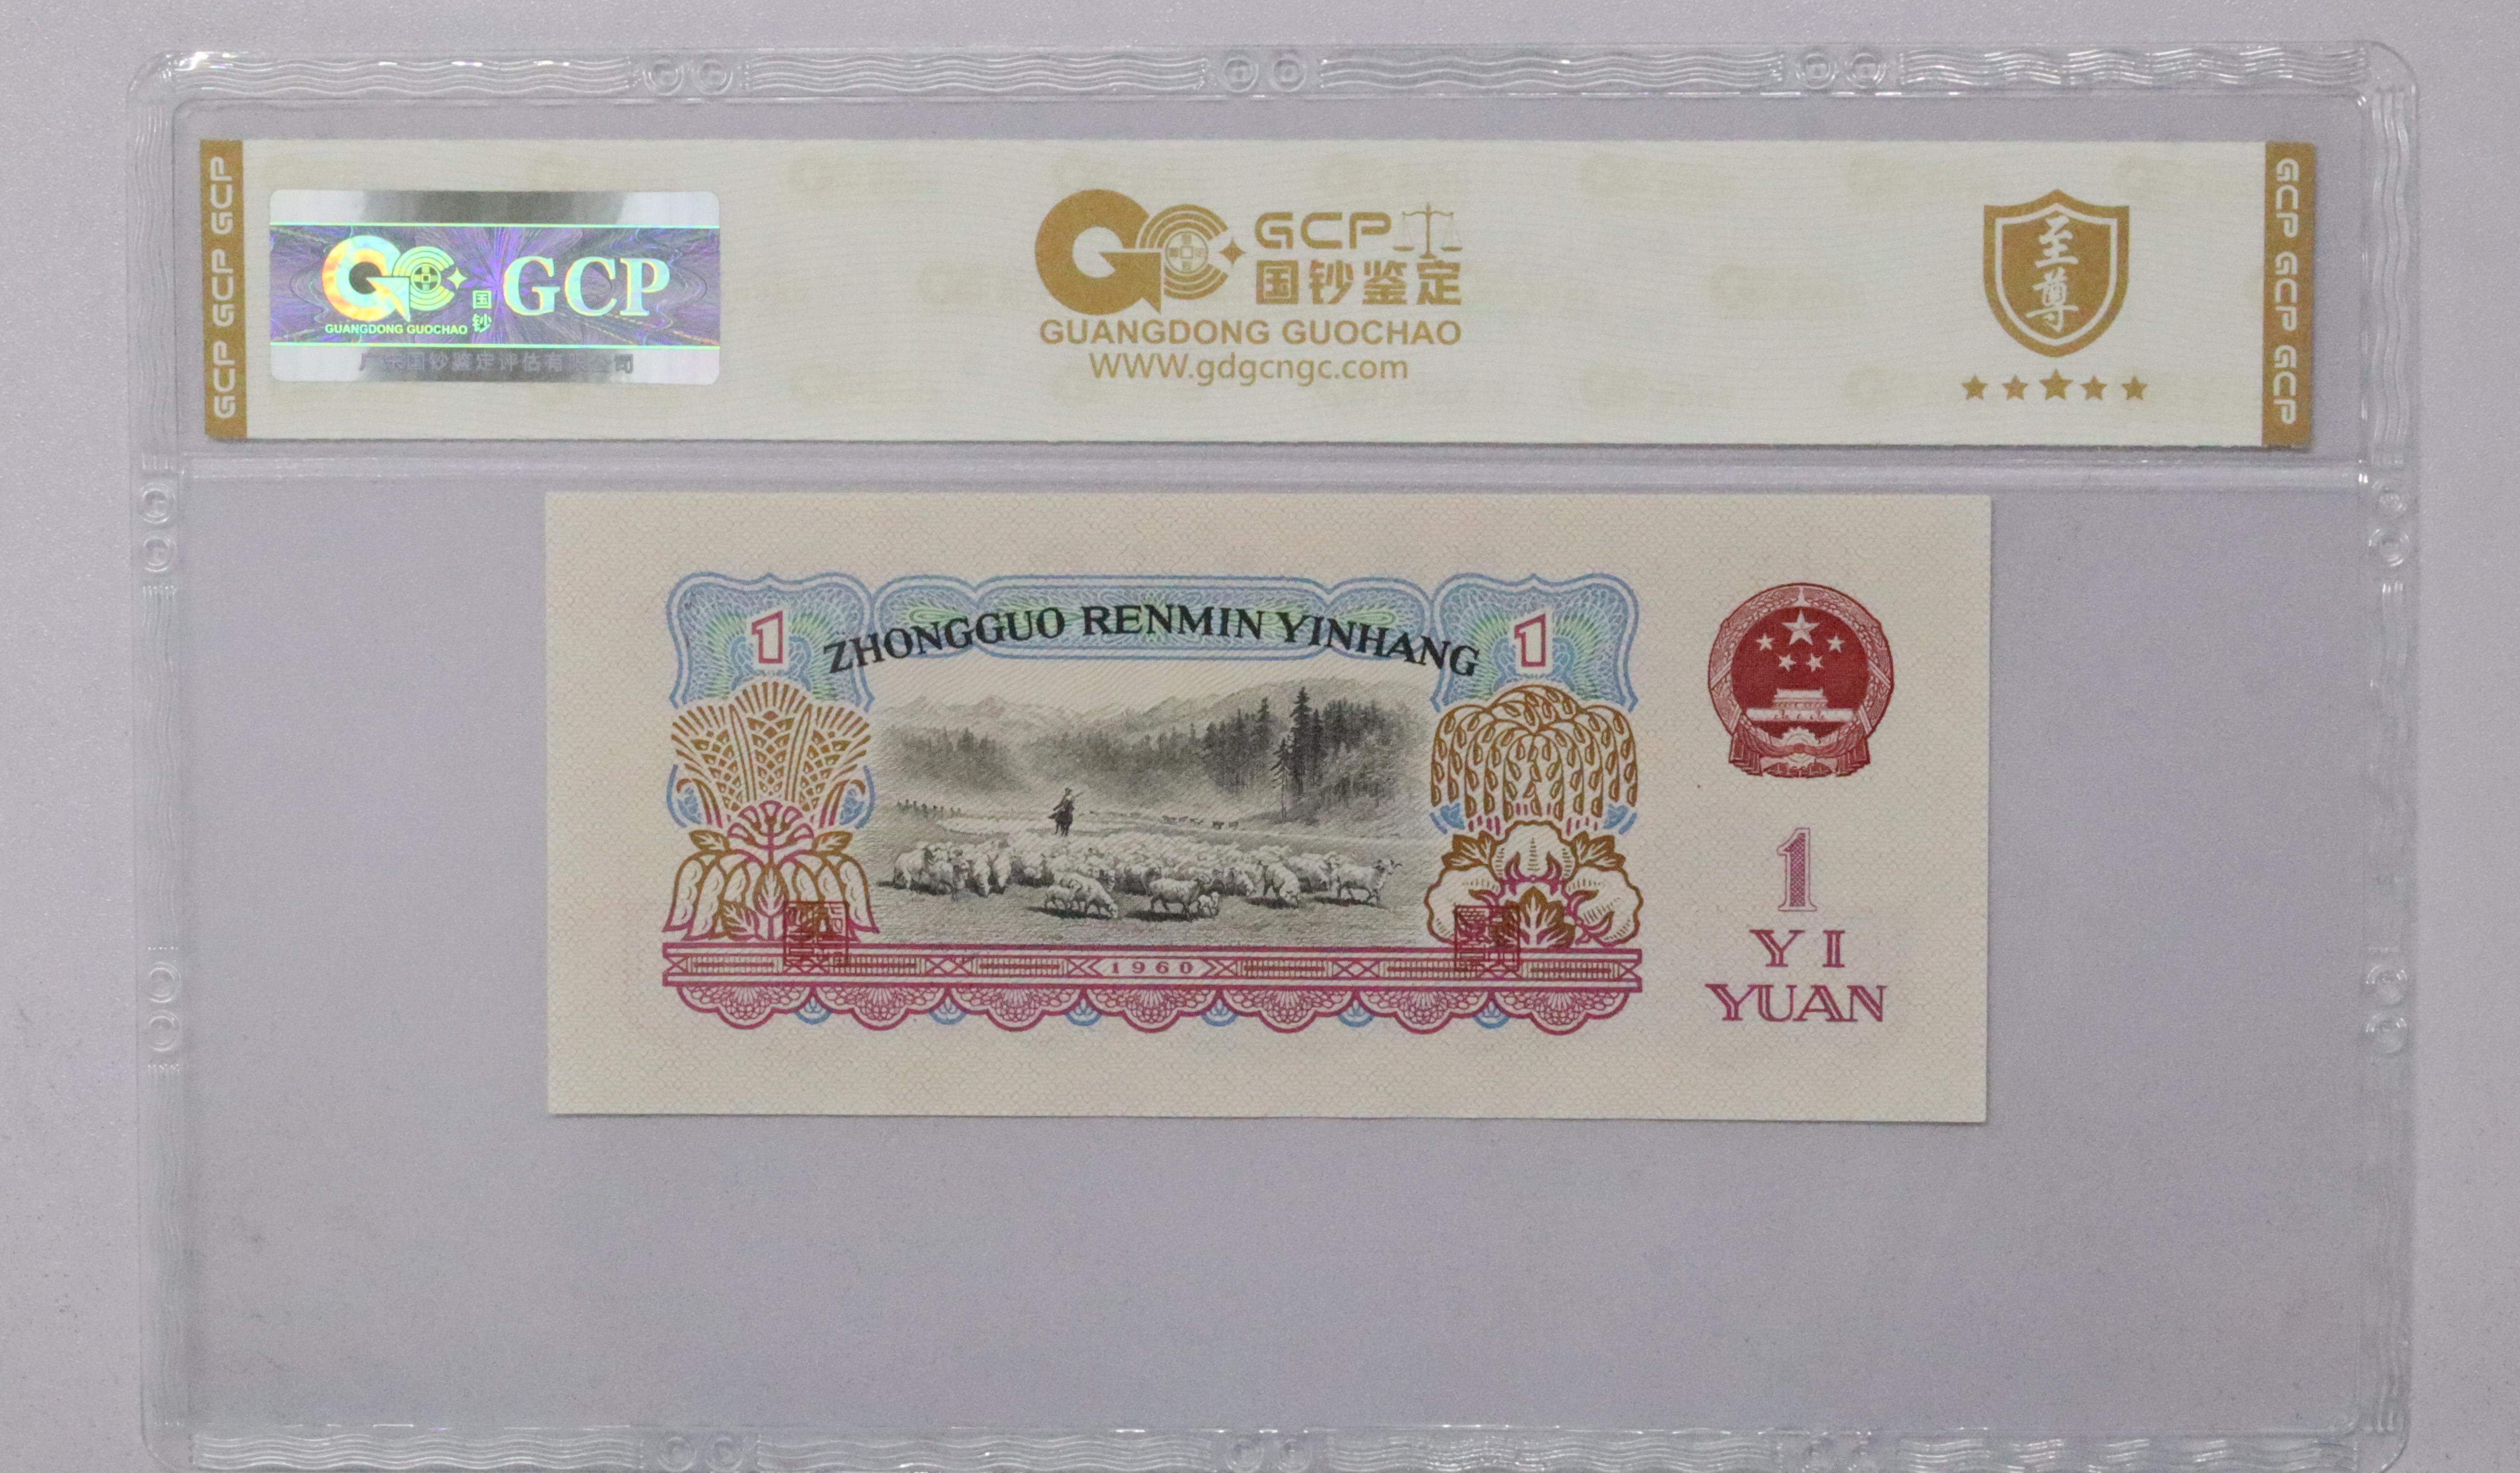 GCP GCP GCP
GUANGDONG GUOCHAO
国钞
GCP
广东国钞鉴定评估有限公司
GCP
国钞鉴定
GUANGDONG GUOCHAO
WWW.gdgcngc.com
至尊
GCP GCP GCP
1
ZHONGGUO RENMIN YINHANG
1
1960
1
YI
YUAN